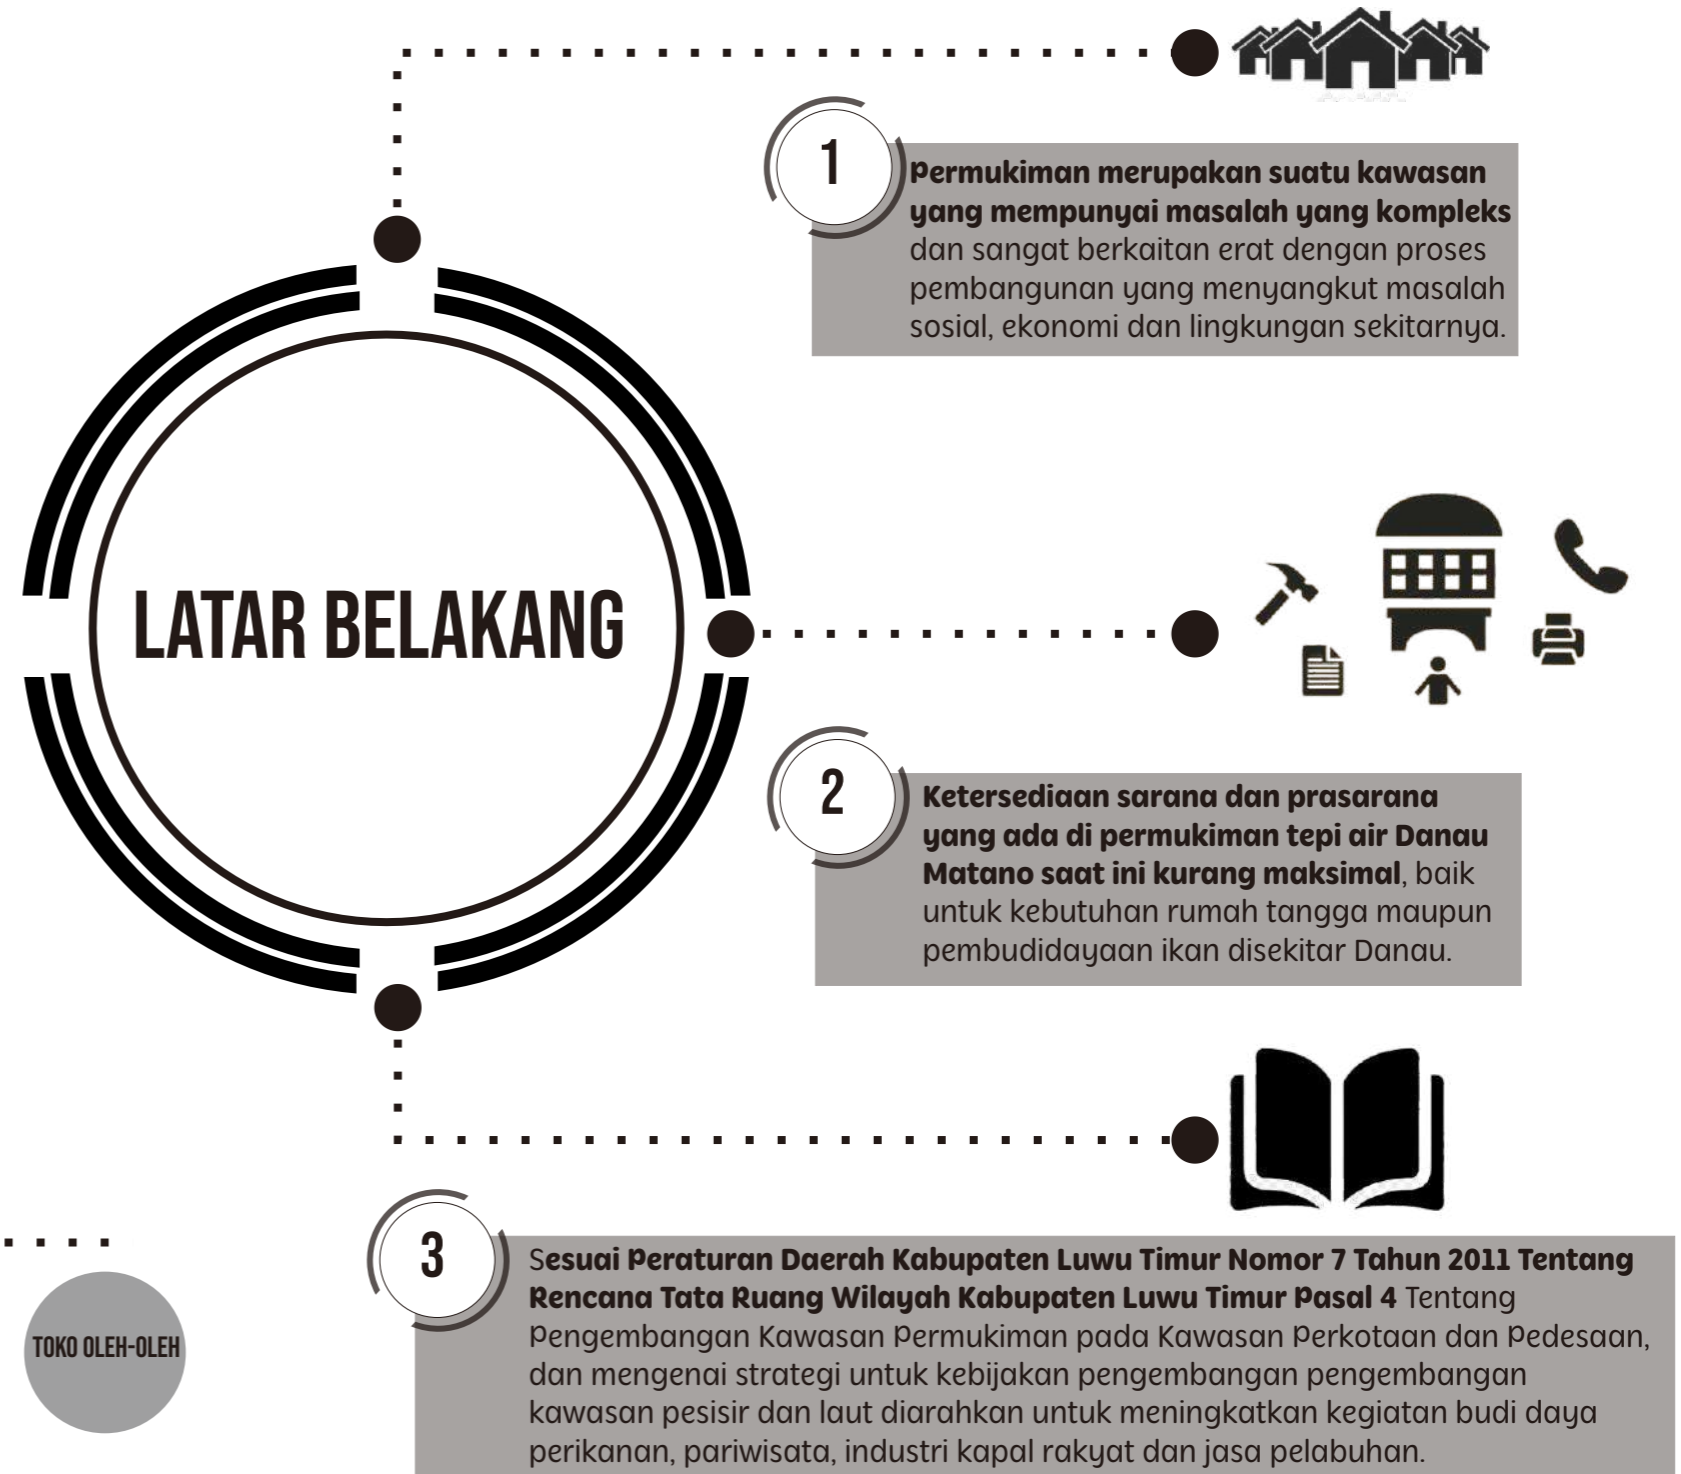 LATAR BELAKANG
1
Permukiman merupakan suatu kawasan
yang mempunyai masalah yang kompleks
dan sangat berkaitan erat dengan proses
pembangunan yang menyangkut masalah
sosial, ekonomi dan lingkungan sekitarnya.
2
Ketersediaan sarana dan prasarana
yang ada di permukiman tepi air Danau
Matano saat ini kurang maksimal, baik
untuk kebutuhan rumah tangga maupun
pembudidayaan ikan disekitar Danau.
3
Sesuai Peraturan Daerah Kabupaten Luwu Timur Nomor 7 Tahun 2011 Tentang
Rencana Tata Ruang Wilayah Kabupaten Luwu Timur Pasal 4 Tentang
Pengembangan Kawasan Permukiman pada Kawasan Perkotaan dan Pedesaan,
dan mengenai strategi untuk kebijakan pengembangan pengembangan
kawasan pesisir dan laut diarahkan untuk meningkatkan kegiatan budi daya
perikanan, pariwisata, industri kapal rakyat dan jasa pelabuhan.
TOKO OLEH-OLEH